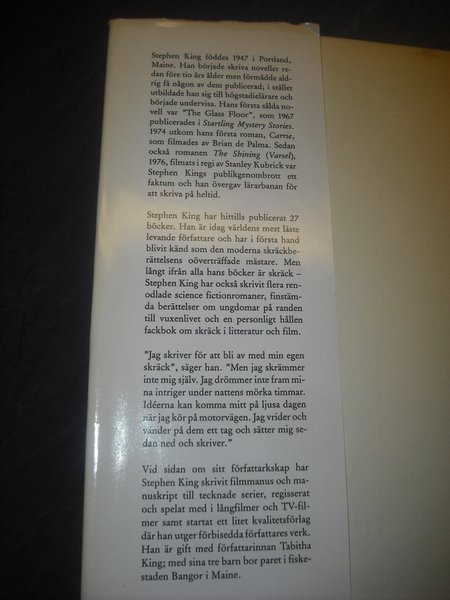 Stephen King föddes 1947 i Portland,
Maine. Han började skriva noveller re-
dan före tio års ålder men förmådde ald-
rig få någon av dem publicerad; i stället
utbildade han sig till högstadielärare och
började undervisa. Hans första sålda no-
vell var "The Glass Floor", som 1967
publicerades i Startling Mystery Stories.
1974 utkom hans första roman, Carrie,
som filmades av Brian de Palma. Sedan
också romanen The Shining (Varsel),
1976, filmats i regi av Stanley Kubrick var
Stephen Kings publikgenombrott ett
faktum och han övergav lärarbanan för
att skriva på heltid.
Stephen King har hittills publicerat 27
böcker. Han är idag världens mest läste
levande författare och har i första hand
blivit känd som den moderna skräckbe-
rättelsens oöverträffade mästare. Men
långt ifrån alla hans böcker är skräck –
Stephen King har också skrivit flera ren-
odlade science fictionromaner, finstäm-
da berättelser om ungdomar på randen
till vuxenlivet och en personligt hållen
fackbok om skräck i litteratur och film.
"Jag skriver för att bli av med min egen
skräck", säger han. "Men jag skrämmer
inte mig själv. Jag drömmer inte fram mi-
na intriger under nattens mörka timmar.
Idéerna kan komma mitt på ljusa dagen
när jag kör på motorvägen. Jag vrider och
vänder på dem ett tag och sätter mig se-
dan ned och skriver."
Vid sidan om sitt författarkskap har
Stephen King skrivit filmmanus och ma-
nuskript till tecknade serier, regisserat
och spelat med i långfilmer och TV-fil-
mer samt startat ett litet kvalitetsförlag
där han utger förbisedda författares verk.
Han är gift med författarinnan Tabitha
King; med sina tre barn bor paret i fiske-
staden Bangor i Maine.